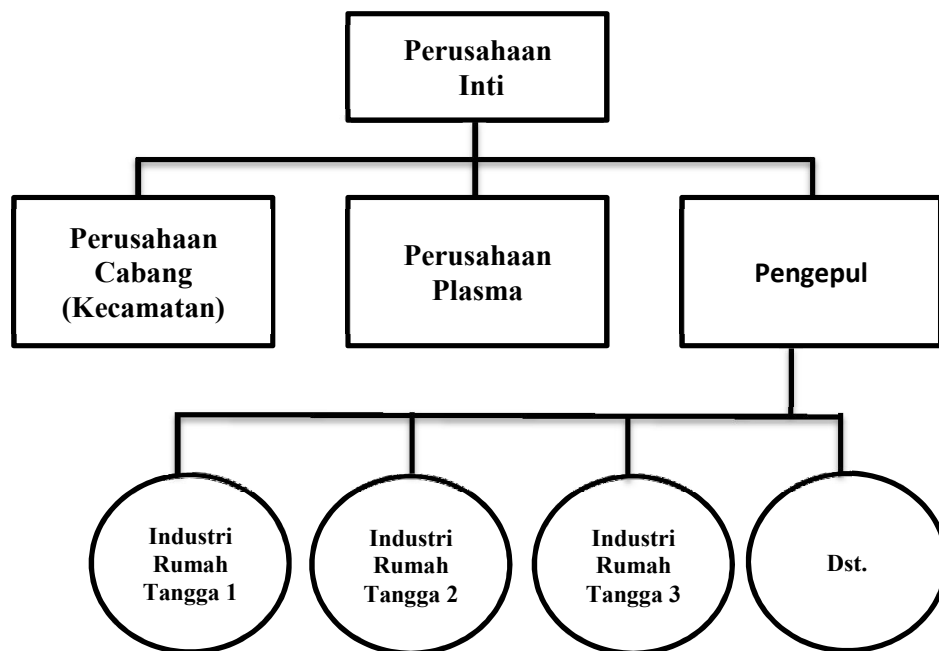 Perusahaan
Inti
Perusahaan
Cabang
(Kecamatan)
Perusahaan
Plasma
Pengepul
Industri
Rumah
Tangga 1
Industri
Rumah
Tangga 2
Industri
Rumah
Tangga 3
Dst.